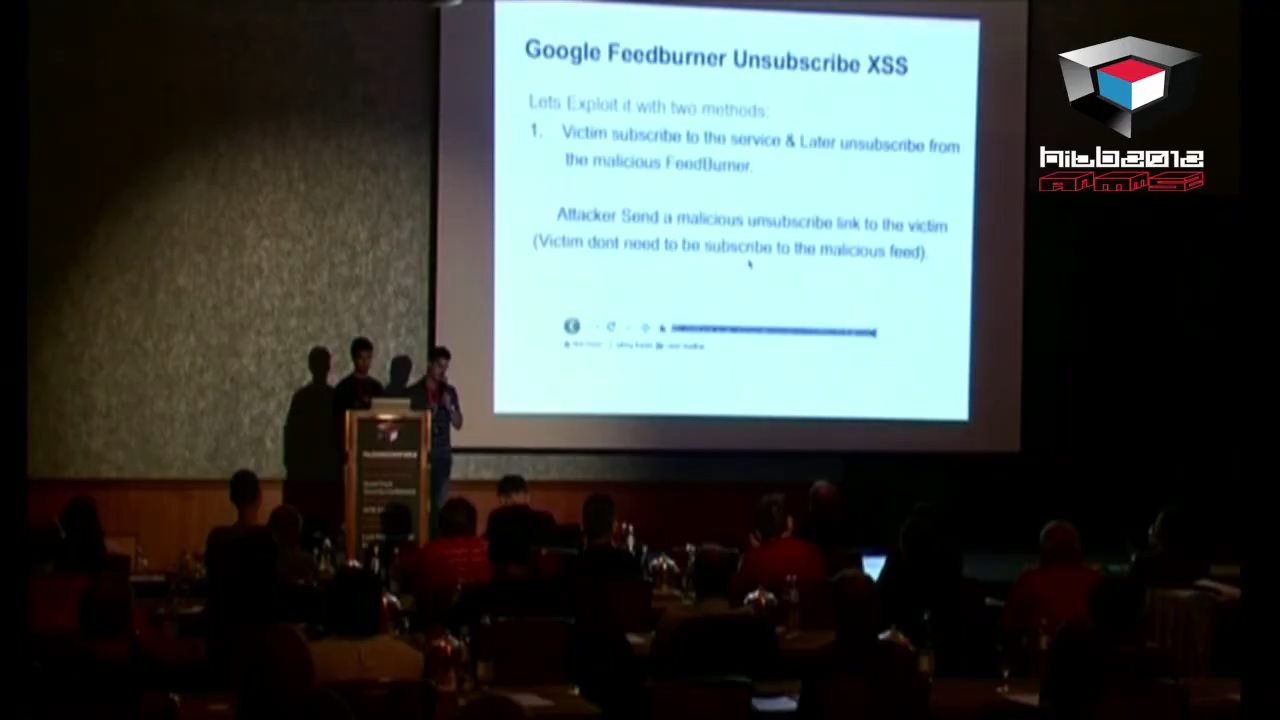 Google Feedburner Unsubscribe XSS
Lets Exploit it with two methods:
1. Victim subscribe to the service & Later unsubscribe from
the malicious FeedBurner.
Attacker Send a malicious unsubscribe link to the victim
(Victim dont need to be subscribe to the malicious feed).
hitb2012
AMS